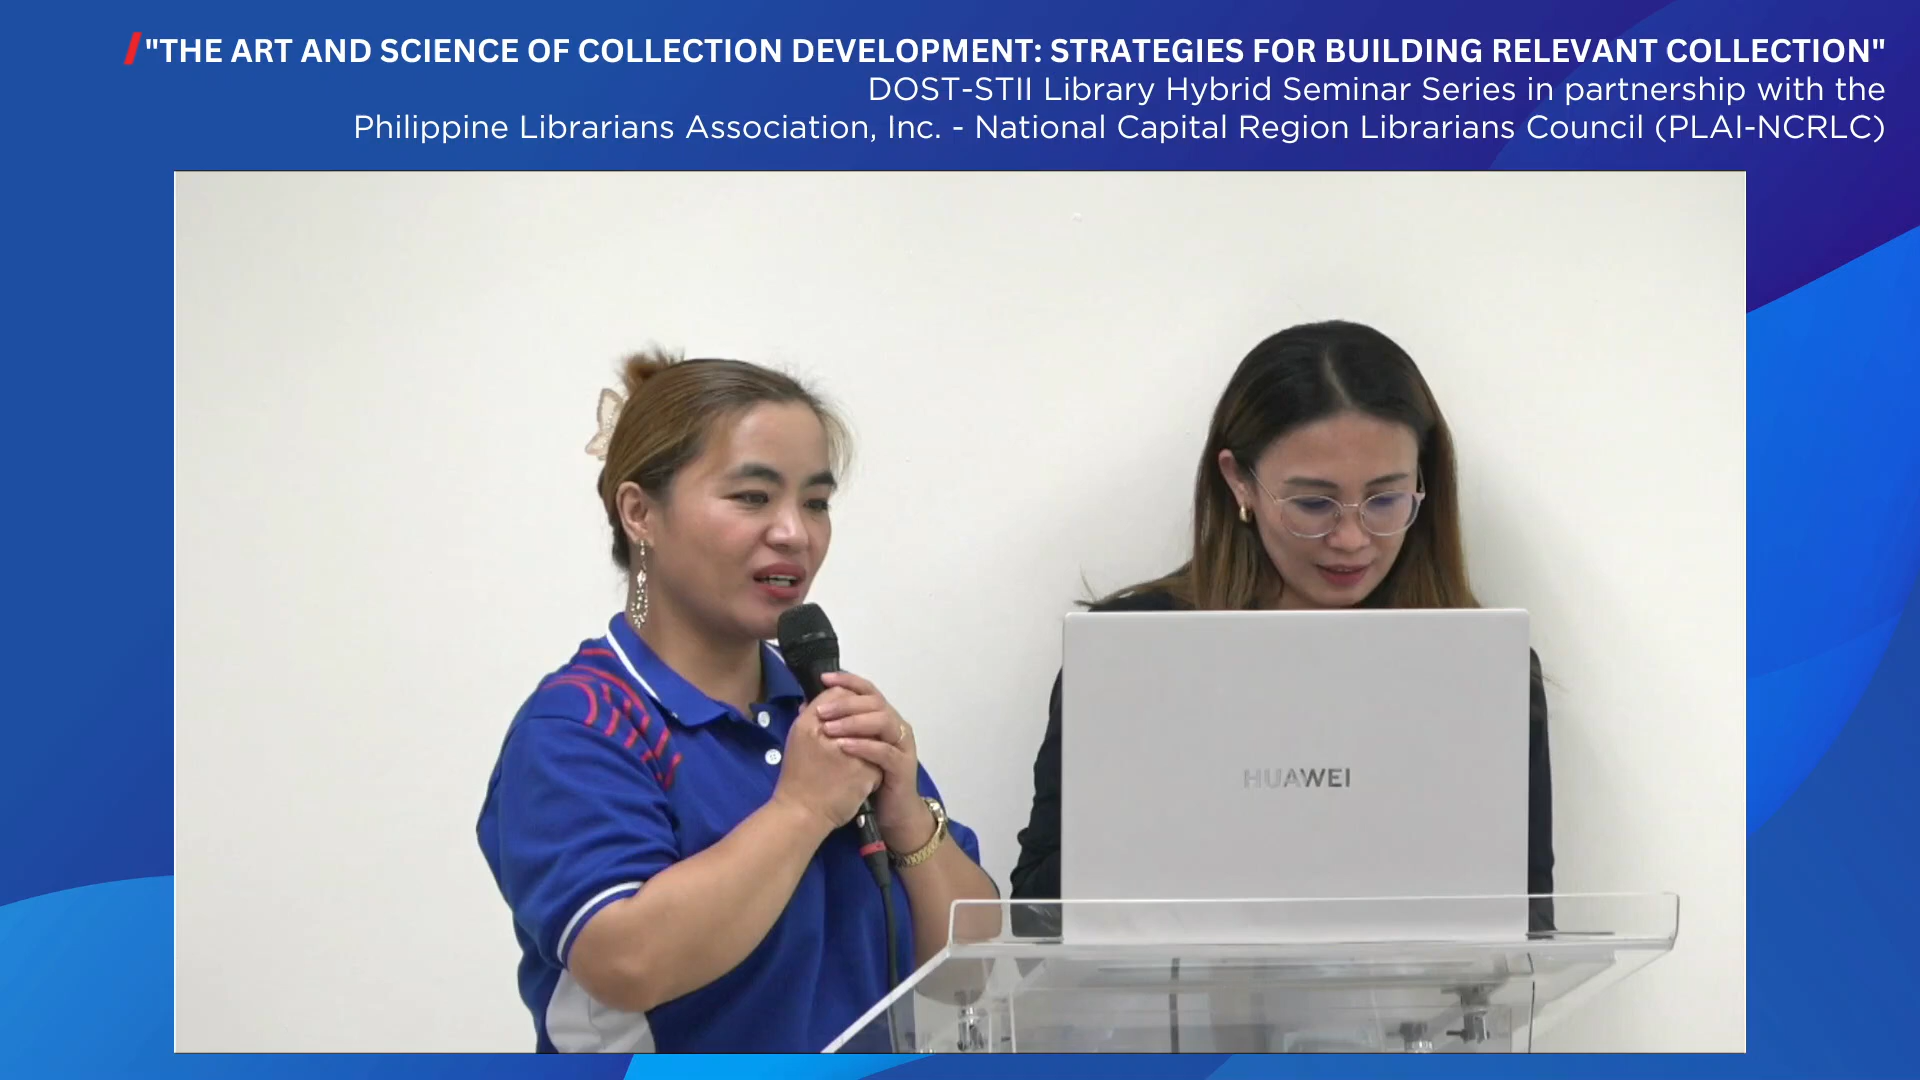 "THE ART AND SCIENCE OF COLLECTION DEVELOPMENT: STRATEGIES FOR BUILDING RELEVANT COLLECTION"
DOST-STII Library Hybrid Seminar Series in partnership with the
Philippine Librarians Association, Inc. - National Capital Region Librarians Council (PLAI-NCRLC)
HUAWEI